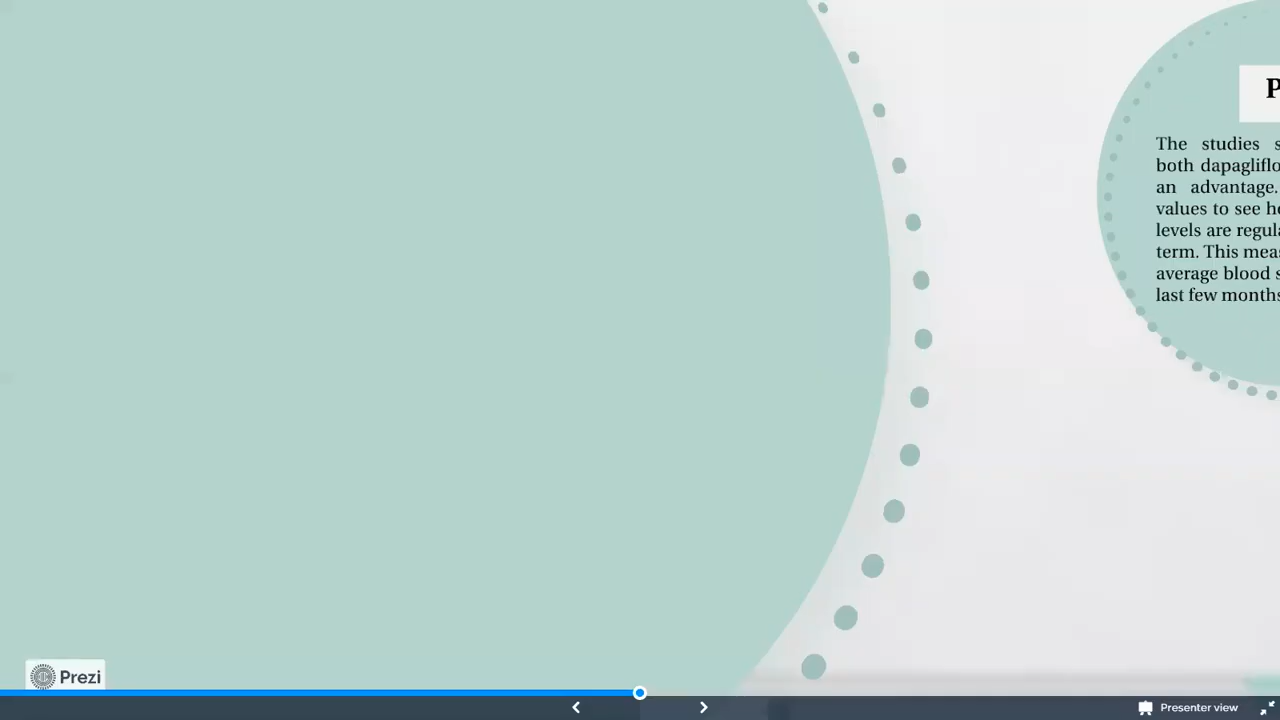 P
The studies
both dapagliflo
an advantage.
values to see
levels are regula
term. This mea
average blood
last few months
Prezi
Presenter view